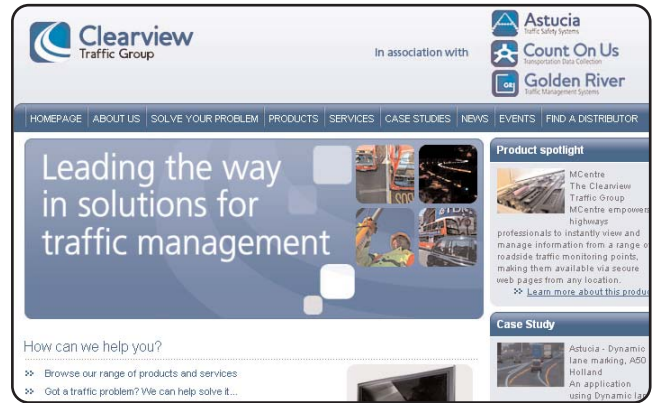 Clearview
Traffic Group
In association with
Astucia
Traffic Safety Systems
Count On Us
Transportation Data Collection
Golden River
Traffic Management Systems
HOMEPAGE ABOUT US SOLVE YOUR PROBLEM PRODUCTS SERVICES CASE STUDIES NEWS EVENTS FIND A DISTRIBUTOR
Leading the way
in solutions for
traffic management
SOS
How can we help you?
>> Browse our range of products and services
>> Got a traffic problem? We can help solve it...
Product spotlight
MCentre
The Clearview
Traffic Group
MCentre empowers
highways
professionals to instantly view and
manage information from a range o
roadside traffic monitoring points,
making them available via secure
web pages from any location.
>> Learn more about this produ
Case Study
Astucia - Dynamic
lane marking, A50
Holland
An application
using Dynamic lan